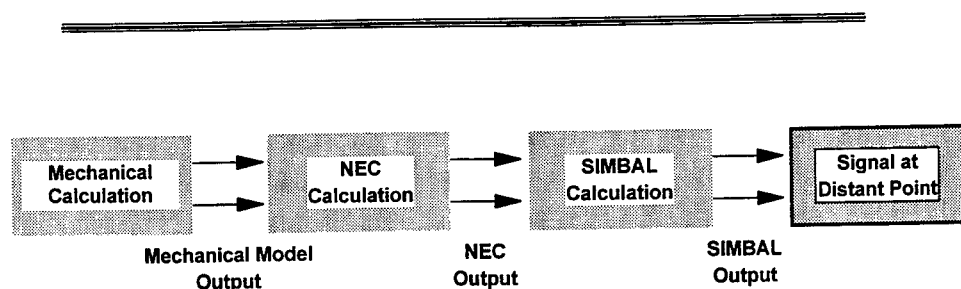 Mechanical
Calculation
NEC
Calculation
SIMBAL
Calculation
Signal at
Distant Point
Mechanical Model
Output
NEC
Output
SIMBAL
Output